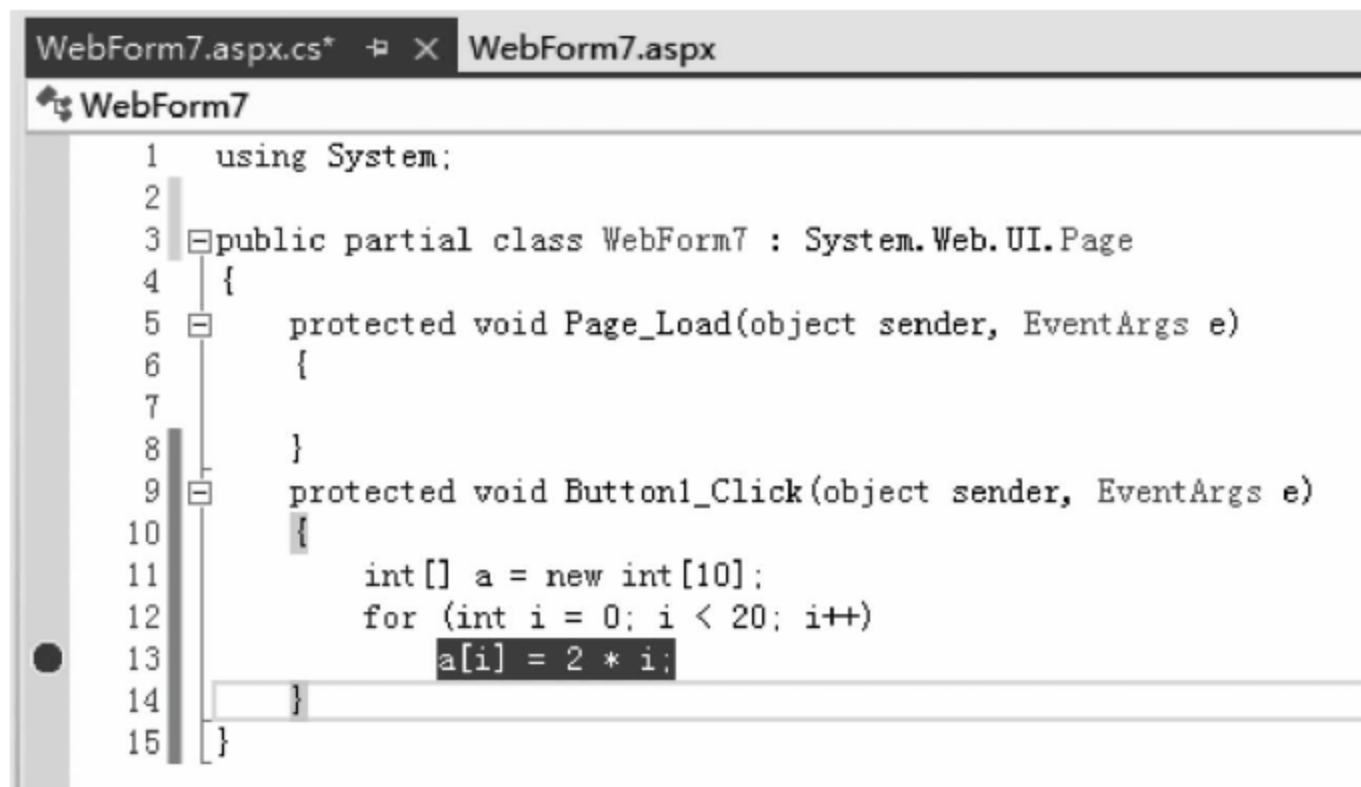 WebForm7.aspx.cs* WebForm7.aspx
WebForm7
1 using System;
2
3 public partial class WebForm7 : System.Web.UI.Page
4 {
5 protected void Page_Load(object sender, EventArgs e)
6 {
7
8 }
9 protected void Button1_Click(object sender, EventArgs e)
10 {
11 int[] a = new int[10];
12 for (int i = 0; i < 20; i++)
13 a[i] = 2 * i;
14 }
15 }